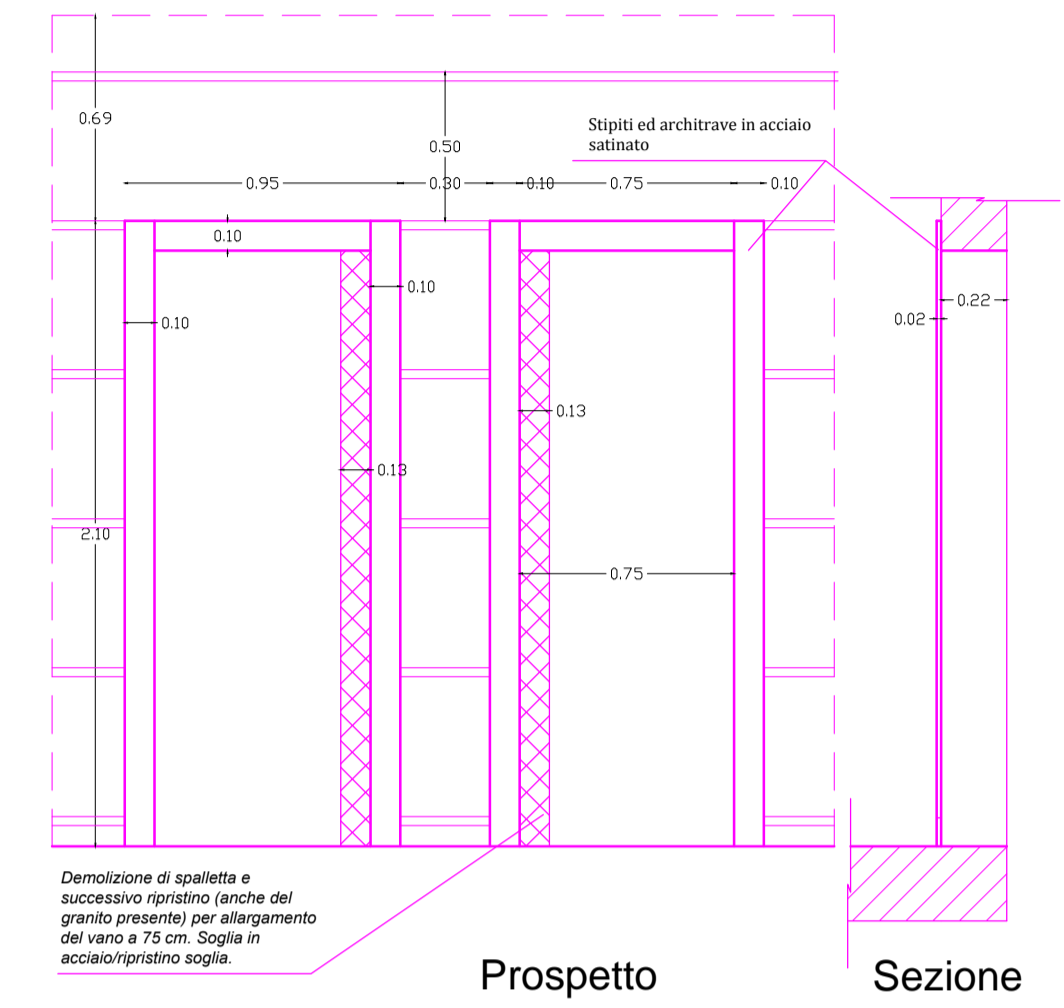 0.69
Stipiti ed architrave in acciaio
satinato
0.50
0.95
0.30
0.10
0.75
0.10
0.10
0.10
0.22
0.10
0.02
0.13
0.13
2.10
0.75
Demolizione di spalletta e
successivo ripristino (anche del
granito presente) per allargamento
del vano a 75 cm. Soglia in
acciaio/ripristino soglia.
Prospetto
Sezione